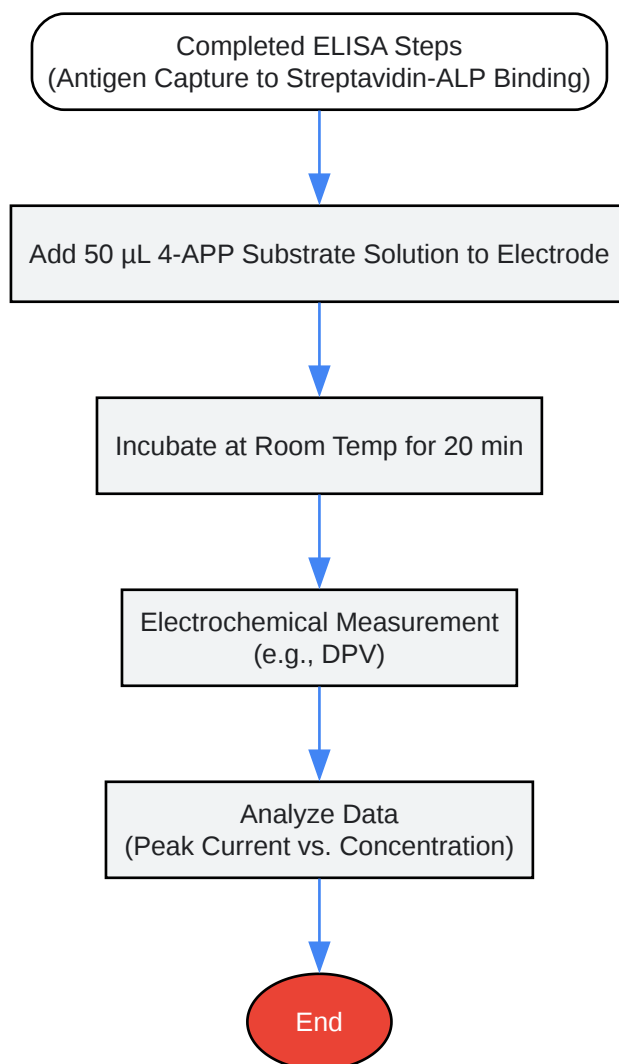 Completed ELISA Steps
(Antigen Capture to Streptavidin-ALP Binding)
Add 50 µL 4-APP Substrate Solution to Electrode
Incubate at Room Temp for 20 min
Electrochemical Measurement
(e.g., DPV)
Analyze Data
(Peak Current vs. Concentration)
End